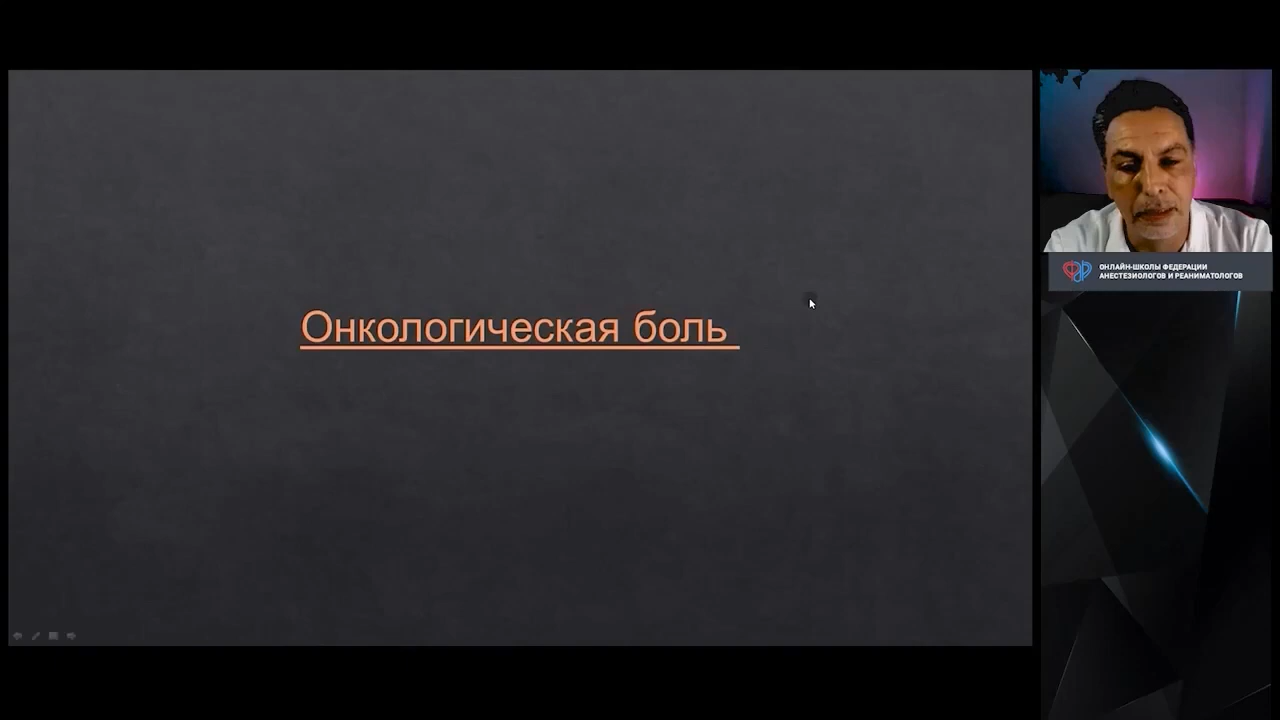 Онкологическая боль
ОНЛАЙН-ШКОЛЫ ФЕДЕРАЦИИ
АНЕСТЕЗИОЛОГОВ И РЕАНИМАТОЛОГОВ